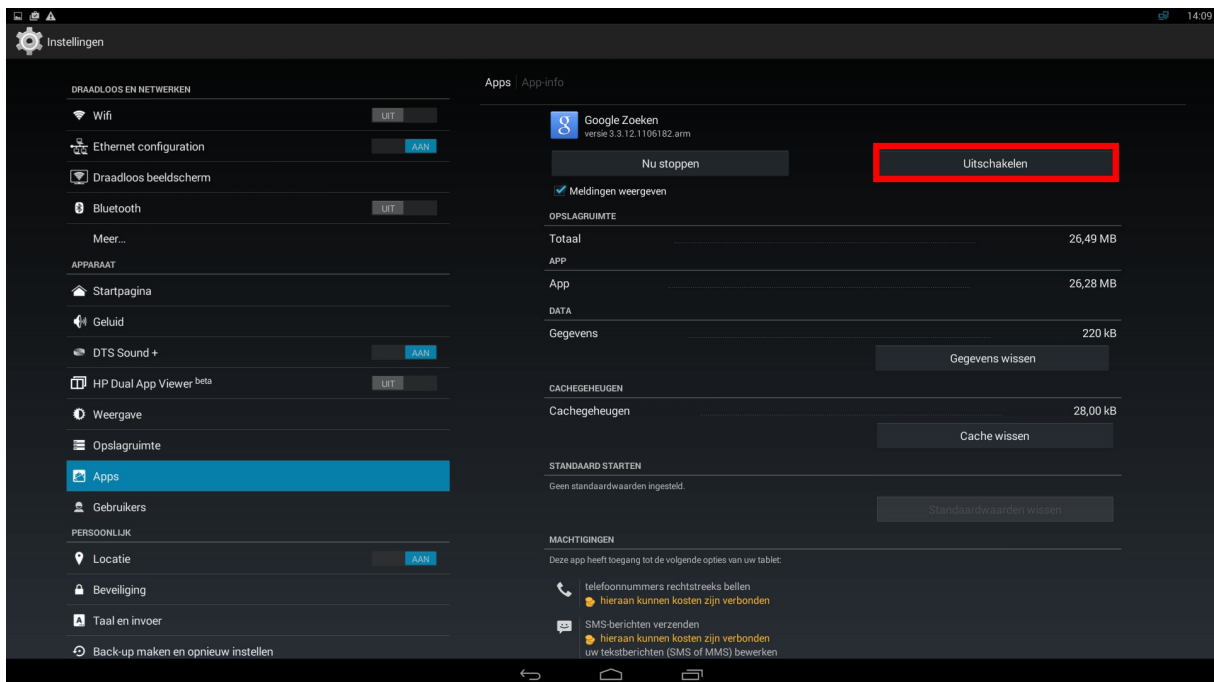 14:09
Instellingen
DRAADLOOS EN NETWERKEN
Wifi UIT
Ethernet configuration AAN
Draadloos beeldscherm
Bluetooth UIT
Meer...
APPARAAT
Startpagina
Geluid
DTS Sound + AAN
HP Dual App Viewer beta UIT
Weergave
Opslagruimte
Apps
Gebruikers
PERSOONLIJK
Locatie AAN
Beveiliging
Taal en invoer
Back-up maken en opnieuw instellen
Apps App-info
Google Zoeken
versie 3.3.12.1106182.arm
Nu stoppen Uitschakelen
Meldingen weergeven
OPSLAGRUIMTE
Totaal 26,49 MB
APP
App 26,28 MB
DATA
Gegevens 220 kB
Gegevens wissen
CACHEGEHEUGEN
Cachegeheugen 28,00 kB
Cache wissen
STANDAARD STARTEN
Geen standaardwaarden ingesteld.
Standaardwaarden wissen
MACHTIGINGEN
Deze app heeft toegang tot de volgende opties van uw tablet:
telefoonnummers rechtstreeks bellen
hieraan kunnen kosten zijn verbonden
SMS-berichten verzenden
hieraan kunnen kosten zijn verbonden
uw tekstberichten (SMS of MMS) bewerken